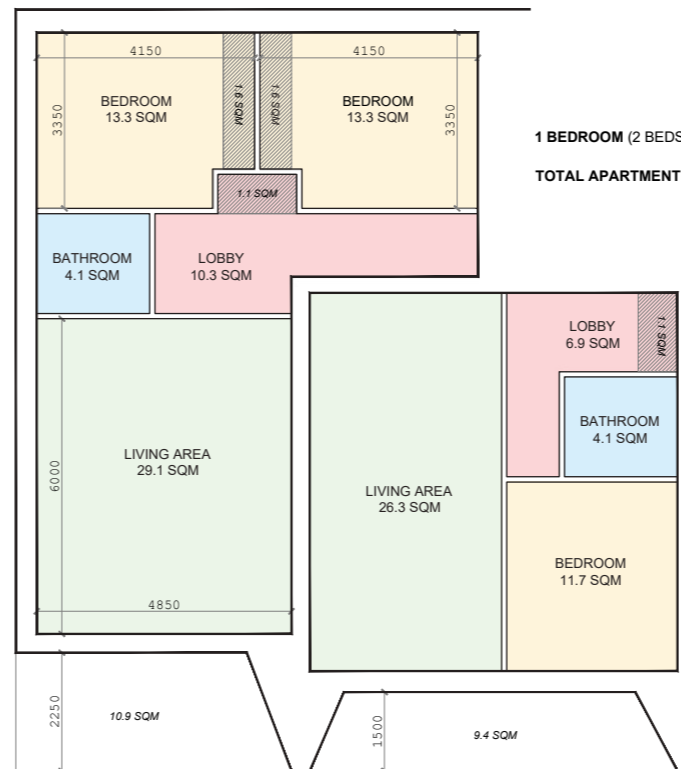 4150
4150
3350
BEDROOM
13.3 SQM
1.6 SQM
1.6 SQM
BEDROOM
13.3 SQM
3350
1 BEDROOM (2 BEDS
TOTAL APARTMENT
1.1 SQM
BATHROOM
4.1 SQM
LOBBY
10.3 SQM
LOBBY
6.9 SQM
1.1 SQM
BATHROOM
4.1 SQM
LIVING AREA
29.1 SQM
6000
LIVING AREA
26.3 SQM
BEDROOM
11.7 SQM
4850
2250
10.9 SQM
1500
9.4 SQM